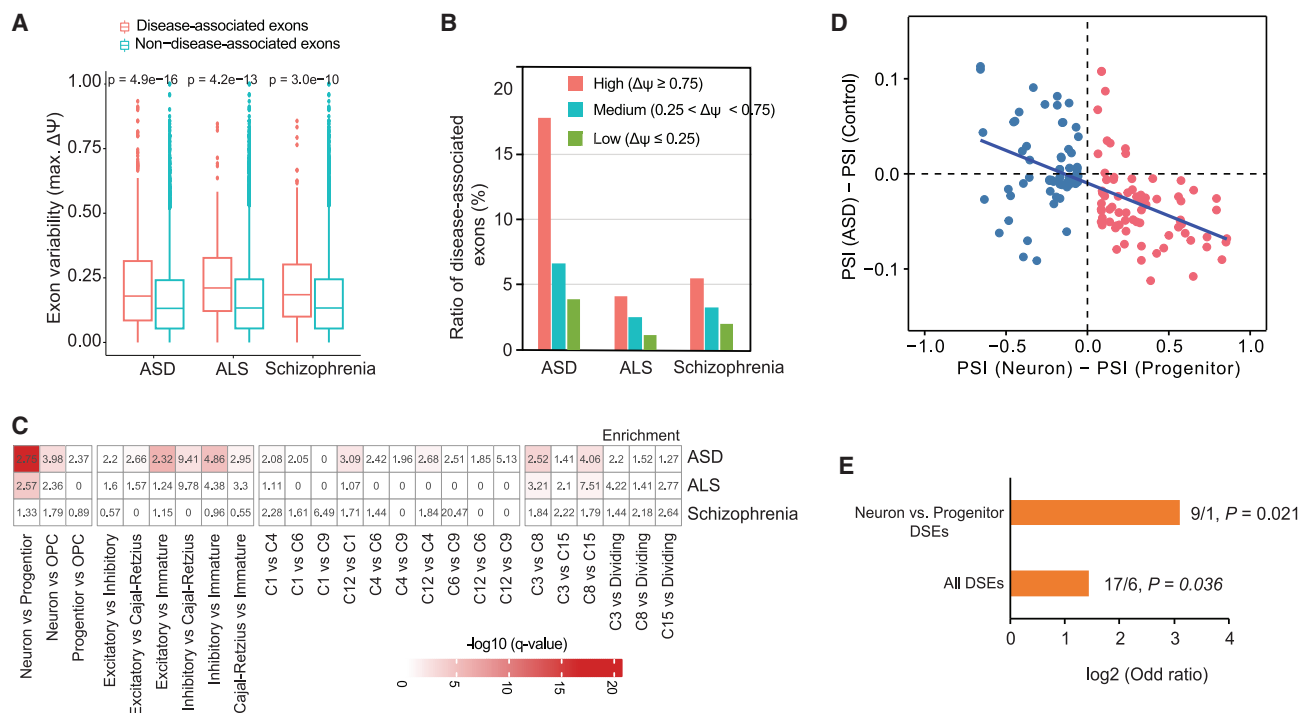 A
Disease-associated exons
Non-disease-associated exons
p = 4.9e-16 p = 4.2e-13 p = 3.0e-10
Exon variability (max. ΔΨ)
1.00
0.75
0.50
0.25
0.00
ASD ALS Schizophrenia
B
Ratio of disease-associated
exons (%)
20
15
10
5
0
High (Δψ ≥ 0.75)
Medium (0.25 < Δψ < 0.75)
Low (Δψ ≤ 0.25)
ASD ALS Schizophrenia
D
PSI (ASD) − PSI (Control)
0.1
0.0
−0.1
−1.0 −0.5 0.0 0.5 1.0
PSI (Neuron) − PSI (Progenitor)
C
Enrichment
2.75 3.98 2.37 2.2 2.66 2.32 9.41 4.86 2.95 2.08 2.05 0 3.09 2.42 1.96 2.68 2.51 1.85 5.13 2.52 1.41 4.06 2.2 1.52 1.27 ASD
2.57 2.36 0 1.6 1.57 1.24 9.78 4.38 3.3 1.11 0 0 1.07 0 0 0 0 0 0 3.21 2.1 7.51 4.22 1.41 2.77 ALS
1.33 1.79 0.89 0.57 0 1.15 0 0.96 0.55 2.28 1.61 6.49 1.71 1.44 0 1.84 20.47 0 0 1.84 2.22 1.79 1.44 2.18 2.64 Schizophrenia
Neuron vs Progentior
Neuron vs OPC
Progentior vs OPC
Excitatory vs Inhibitory
Excitatory vs Cajal-Retzius
Excitatory vs Immature
Inhibitory vs Cajal-Retzius
Inhibitory vs Immature
Cajal-Retzius vs Immature
C1 vs C4
C1 vs C6
C1 vs C9
C12 vs C1
C4 vs C6
C4 vs C9
C12 vs C4
C6 vs C9
C12 vs C6
C12 vs C9
C3 vs C8
C3 vs C15
C8 vs C15
C3 vs Dividing
C8 vs Dividing
C15 vs Dividing
-log10 (q-value)
0 5 10 15 20
E
Neuron vs. Progenitor
DSEs
9/1, P = 0.021
All DSEs
17/6, P = 0.036
0 1 2 3 4
log2 (Odd ratio)